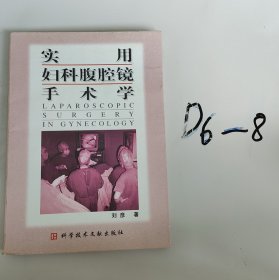 实用
妇科腹腔镜
手术学
LAPAROSCOPIC
SURGERY
IN GYNECOLOGY
刘彦 著
科学技术文献出版社
D6-8